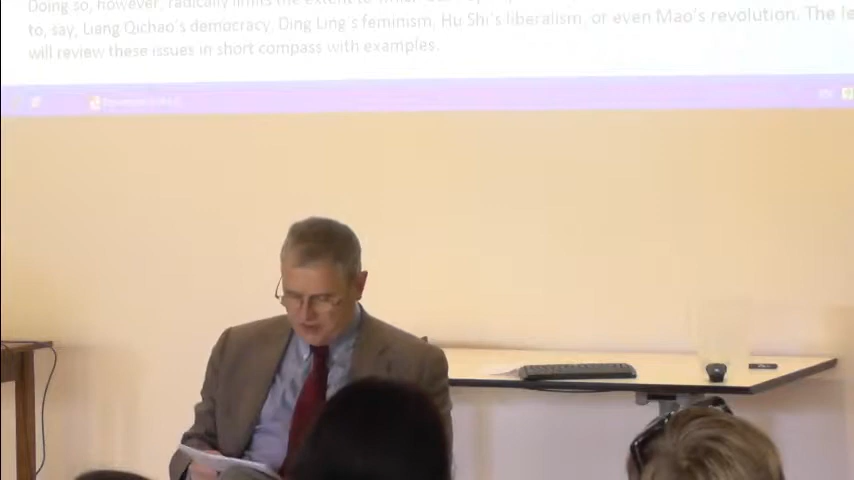 Doing so, however, radically limits the extent to
to, say, Liang Qichao's democracy, Ding Ling's feminism, Hu Shi's liberalism, or even Mao's revolution. The le
will review these issues in short compass with examples.